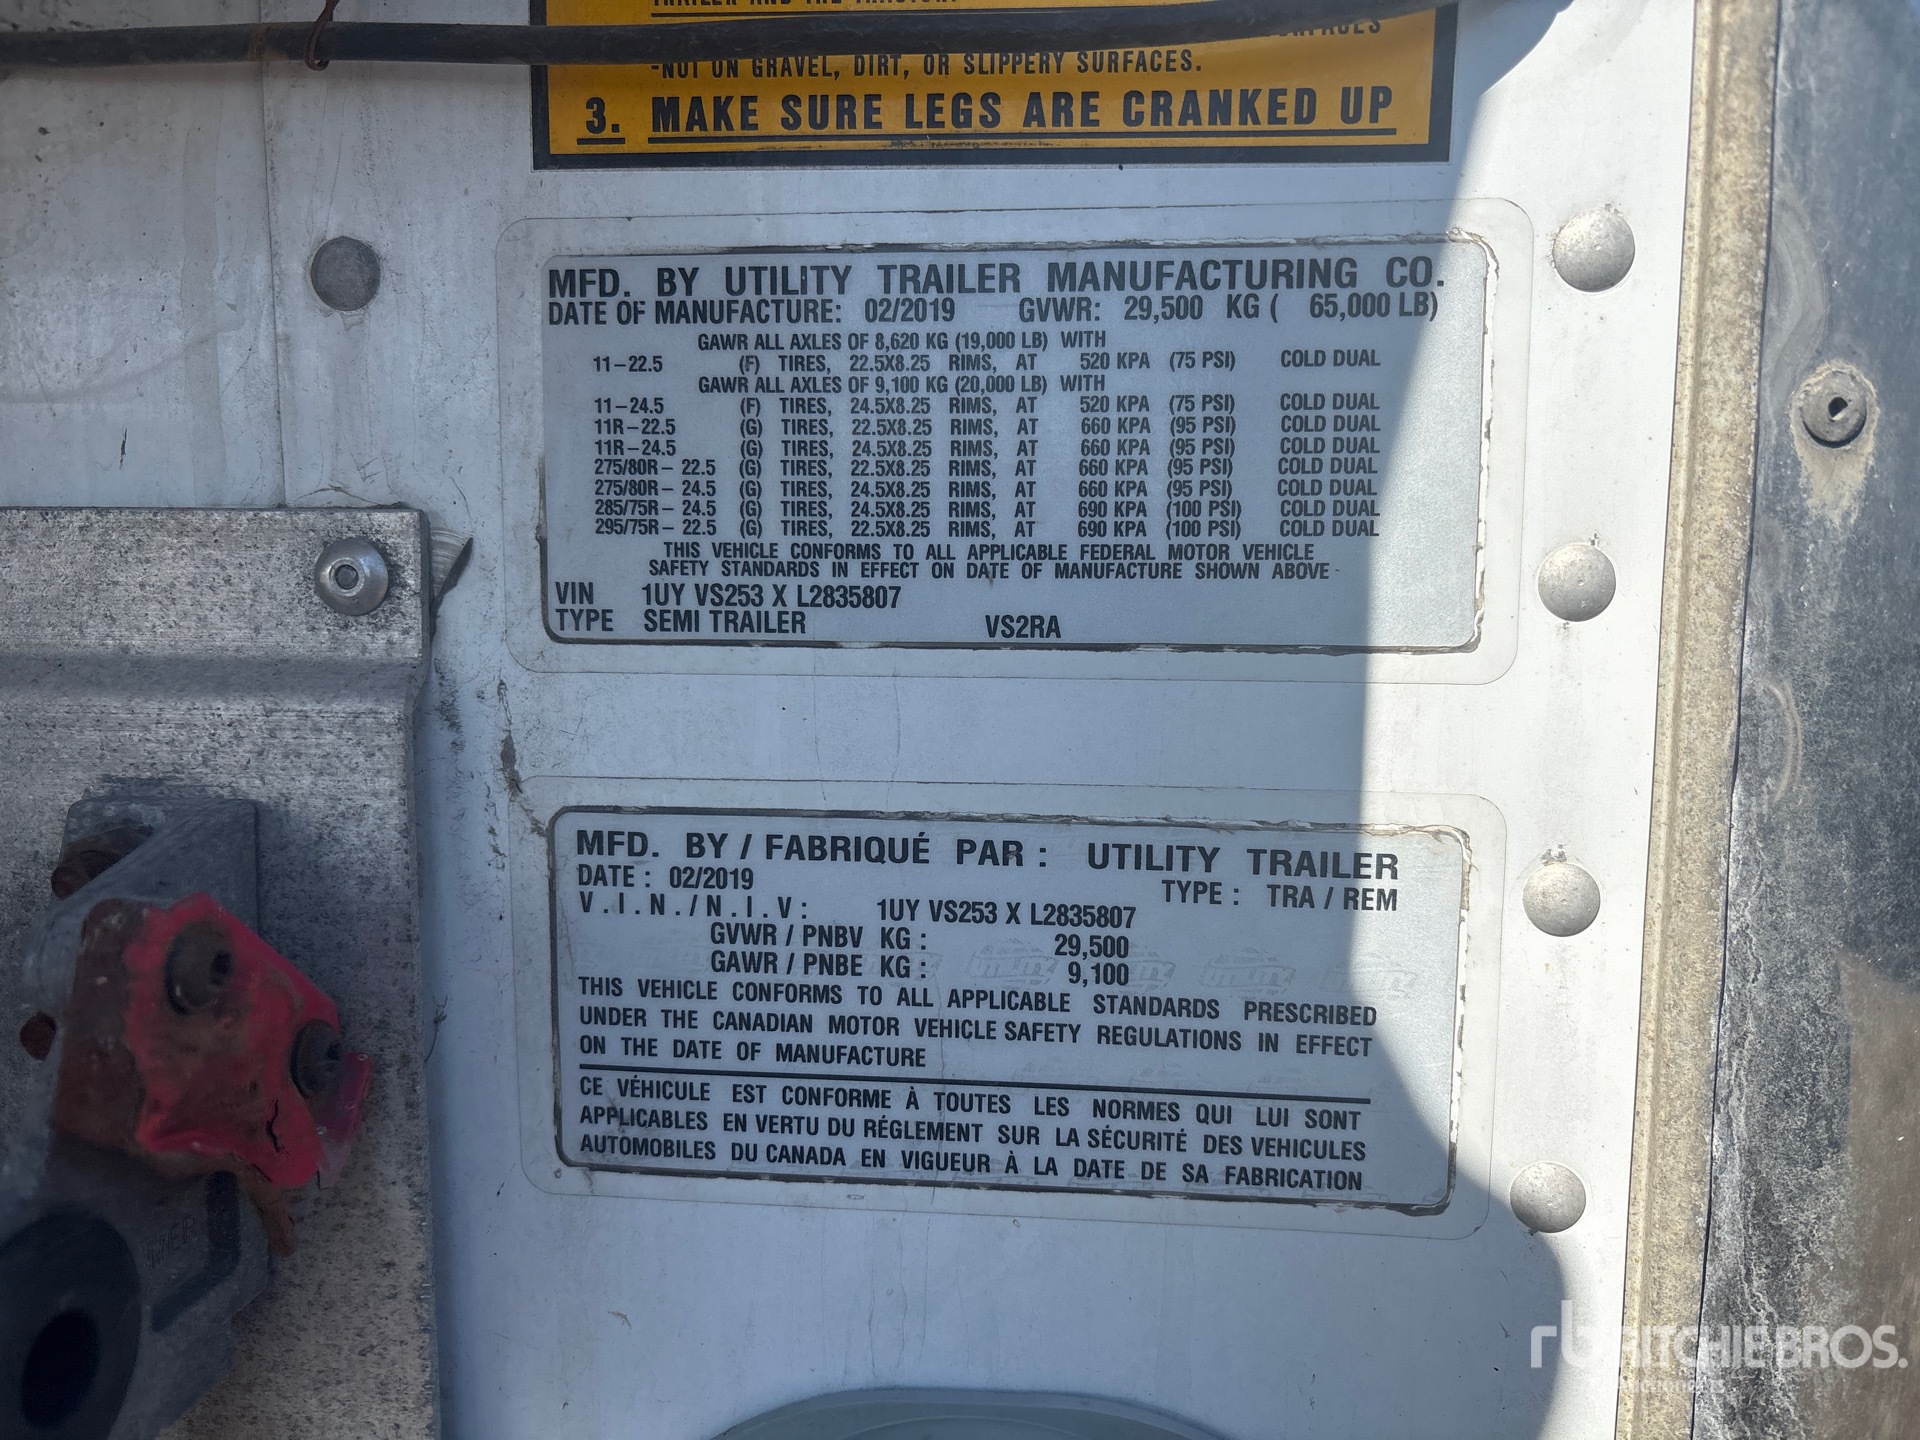 TRAILER AND THE TRACTOR.
SURFACES
-NOT ON GRAVEL, DIRT, OR SLIPPERY SURFACES.
3. MAKE SURE LEGS ARE CRANKED UP
MFD. BY UTILITY TRAILER MANUFACTURING CO.
DATE OF MANUFACTURE: 02/2019 GVWR: 29,500 KG ( 65,000 LB)
GAWR ALL AXLES OF 8,620 KG (19,000 LB) WITH
11-22.5 (F) TIRES, 22.5X8.25 RIMS, AT 520 KPA (75 PSI) COLD DUAL
GAWR ALL AXLES OF 9,100 KG (20,000 LB) WITH
11-24.5 (F) TIRES, 24.5X8.25 RIMS, AT 520 KPA (75 PSI) COLD DUAL
11R-22.5 (G) TIRES, 22.5X8.25 RIMS, AT 660 KPA (95 PSI) COLD DUAL
11R-24.5 (G) TIRES, 24.5X8.25 RIMS, AT 660 KPA (95 PSI) COLD DUAL
275/80R-22.5 (G) TIRES, 22.5X8.25 RIMS, AT 660 KPA (95 PSI) COLD DUAL
275/80R-24.5 (G) TIRES, 24.5X8.25 RIMS, AT 660 KPA (95 PSI) COLD DUAL
285/75R-24.5 (G) TIRES, 24.5X8.25 RIMS, AT 690 KPA (100 PSI) COLD DUAL
295/75R-22.5 (G) TIRES, 22.5X8.25 RIMS, AT 690 KPA (100 PSI) COLD DUAL
THIS VEHICLE CONFORMS TO ALL APPLICABLE FEDERAL MOTOR VEHICLE
SAFETY STANDARDS IN EFFECT ON DATE OF MANUFACTURE SHOWN ABOVE
VIN 1UY VS253 X L2835807
TYPE SEMI TRAILER VS2RA
MFD. BY / FABRIQUÉ PAR : UTILITY TRAILER
DATE : 02/2019 TYPE : TRA / REM
V.I.N./N.I.V: 1UY VS253 X L2835807
GVWR / PNBV KG : 29,500
GAWR / PNBE KG : 9,100
THIS VEHICLE CONFORMS TO ALL APPLICABLE STANDARDS PRESCRIBED
UNDER THE CANADIAN MOTOR VEHICLE SAFETY REGULATIONS IN EFFECT
ON THE DATE OF MANUFACTURE
CE VÉHICULE EST CONFORME À TOUTES LES NORMES QUI LUI SONT
APPLICABLES EN VERTU DU RÉGLEMENT SUR LA SÉCURITÉ DES VEHICULES
AUTOMOBILES DU CANADA EN VIGUEUR À LA DATE DE SA FABRICATION
rb RITCHIE BROS.